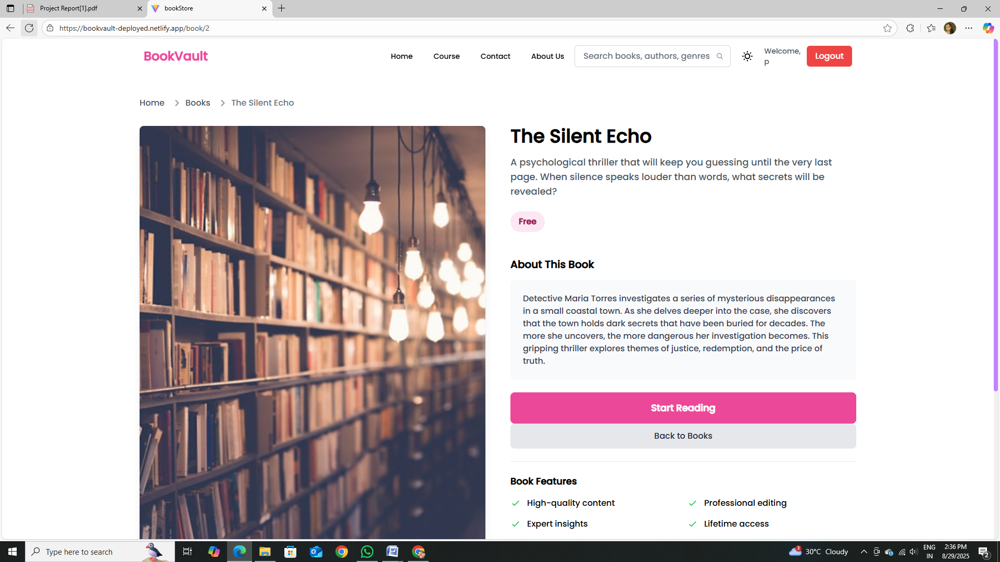 Project Report[1].pdf
bookStore
https://bookvault-deployed.netlify.app/book/2
BookVault
Home
Course
Contact
About Us
Search books, authors, genres
Welcome,
p
Logout
Home
Books
The Silent Echo
The Silent Echo
A psychological thriller that will keep you guessing until the very last
page. When silence speaks louder than words, what secrets will be
revealed?
Free
About This Book
Detective Maria Torres investigates a series of mysterious disappearances
in a small coastal town. As she delves deeper into the case, she discovers
that the town holds dark secrets that have been buried for decades. The
more she uncovers, the more dangerous her investigation becomes. This
gripping thriller explores themes of justice, redemption, and the price of
truth.
Start Reading
Back to Books
Book Features
High-quality content
Professional editing
Expert insights
Lifetime access
Type here to search
3
30°C Cloudy
ENG
IN
2:36 PM
8/29/2025
2